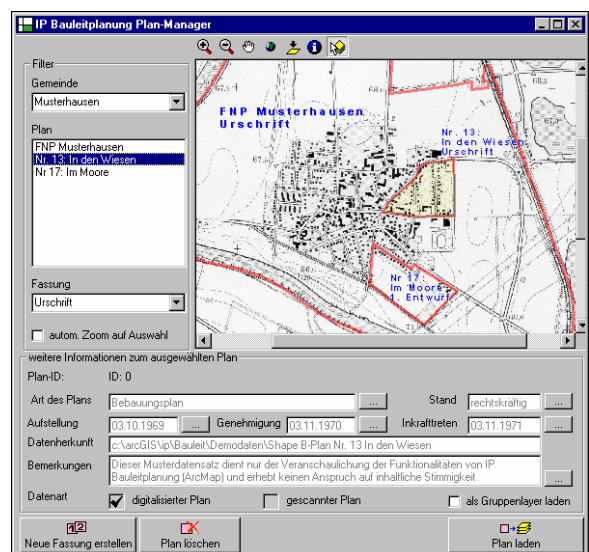 IP Bauleitplanung Plan-Manager
Filter
Gemeinde
Musterhausen
Plan
FNP Musterhausen
Nr. 13: In den Wiesen
Nr 17: Im Moore
Fassung
Urschrift
autom. Zoom auf Auswahl
FNP Musterhausen
Urschrift
Nr. 13:
In den Wiesen
Urschrift
Nr 17:
Im Moore
1. Entwurf
weitere Informationen zum ausgewählten Plan
Plan-ID: ID: 0
Art des Plans Bebauungsplan ... Stand rechtskräftig ...
Aufstellung 03.10.1969 ... Genehmigung 03.11.1970 ... Inkrafttreten 03.11.1971 ...
Datenherkunft c:\arcGIS\ip\Bauleit\Demodaten\Shape B-Plan Nr. 13 In den Wiesen
Bemerkungen Dieser Musterdatensatz dient nur der Veranschaulichung der Funktionalitäten von IP
Bauleitplanung (ArcMap) und erhebt keinen Anspruch auf inhaltliche Stimmigkeit ...
Datenart digitalisierter Plan gescannter Plan als Gruppenlayer laden
Neue Fassung erstellen Plan löschen Plan laden